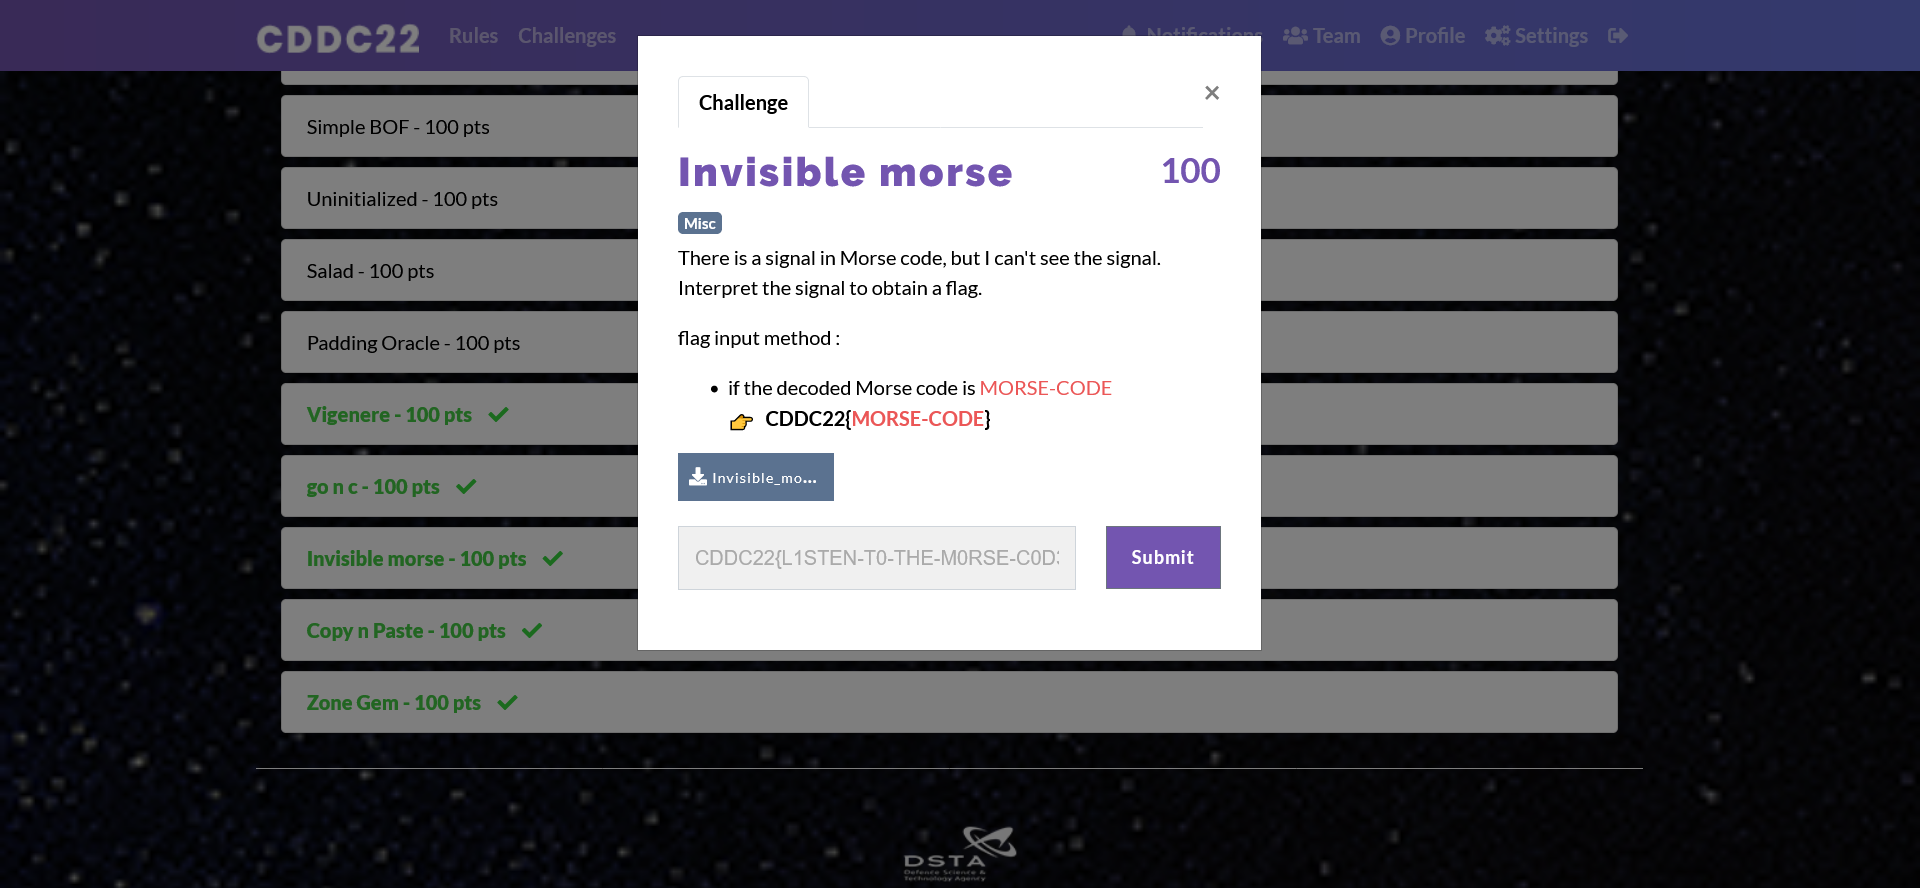 CDDC22 Rules Challenges Notifications Team Profile Settings
Challenge
×
Invisible morse 100
Misc
There is a signal in Morse code, but I can't see the signal.
Interpret the signal to obtain a flag.
flag input method :
• if the decoded Morse code is MORSE-CODE
👉 CDDC22{MORSE-CODE}
Invisible_mo...
CDDC22{L1STEN-T0-THE-M0RSE-C0D
Submit
Simple BOF - 100 pts
Uninitialized - 100 pts
Salad - 100 pts
Padding Oracle - 100 pts
Vigenere - 100 pts
go n c - 100 pts
Invisible morse - 100 pts
Copy n Paste - 100 pts
Zone Gem - 100 pts
DSTA
Defence Science &
Technology Agency